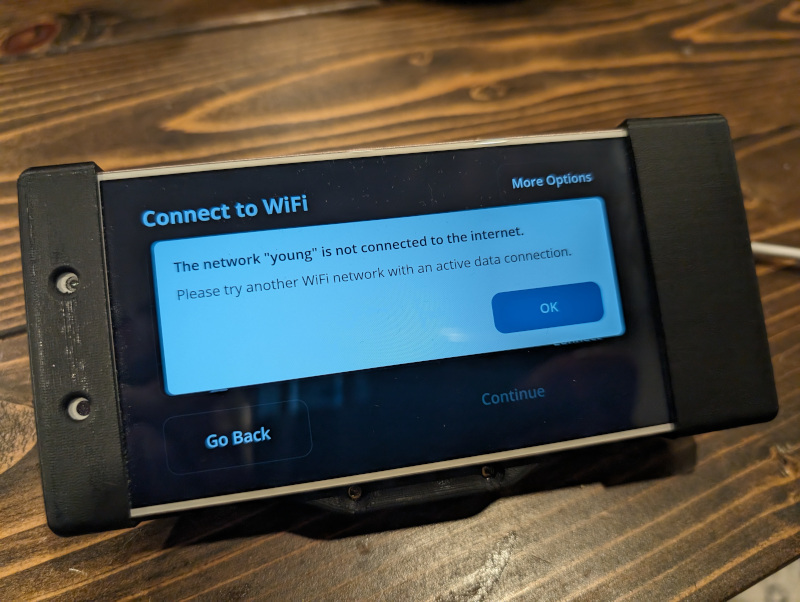 More Options
Connect to WiFi
The network "young" is not connected to the internet.
Please try another WiFi network with an active data connection.
OK
Continue
Go Back